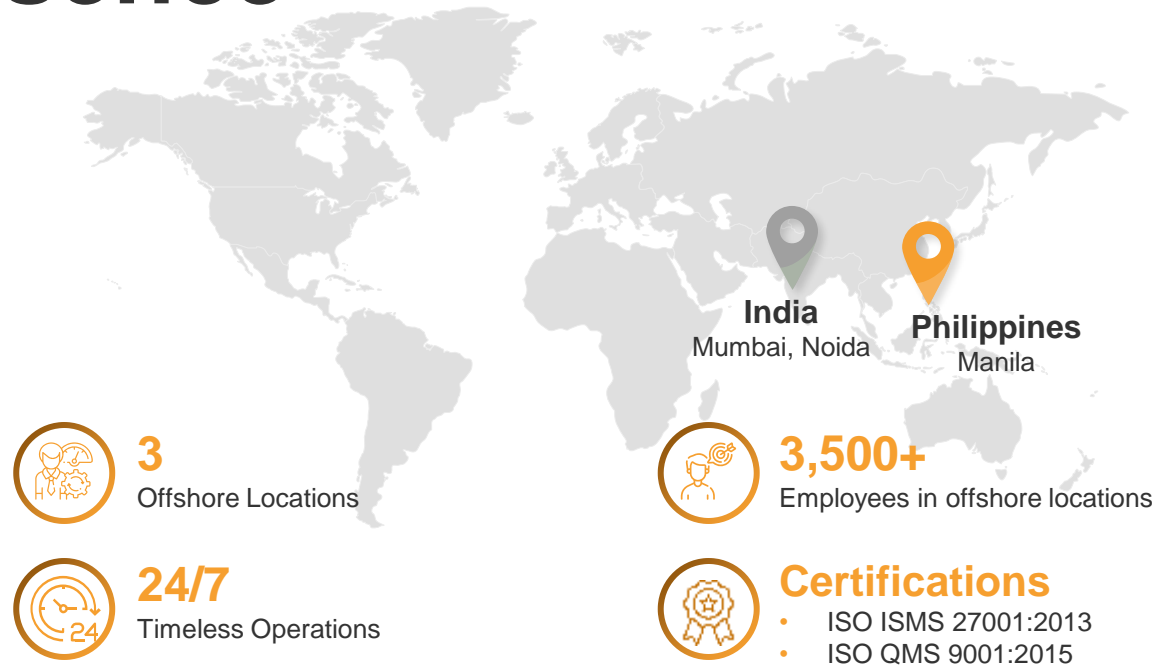 India
Mumbai, Noida
Philippines
Manila
3
Offshore Locations
3,500+
Employees in offshore locations
24/7
Timeless Operations
24
Certifications
• ISO ISMS 27001:2013
• ISO QMS 9001:2015